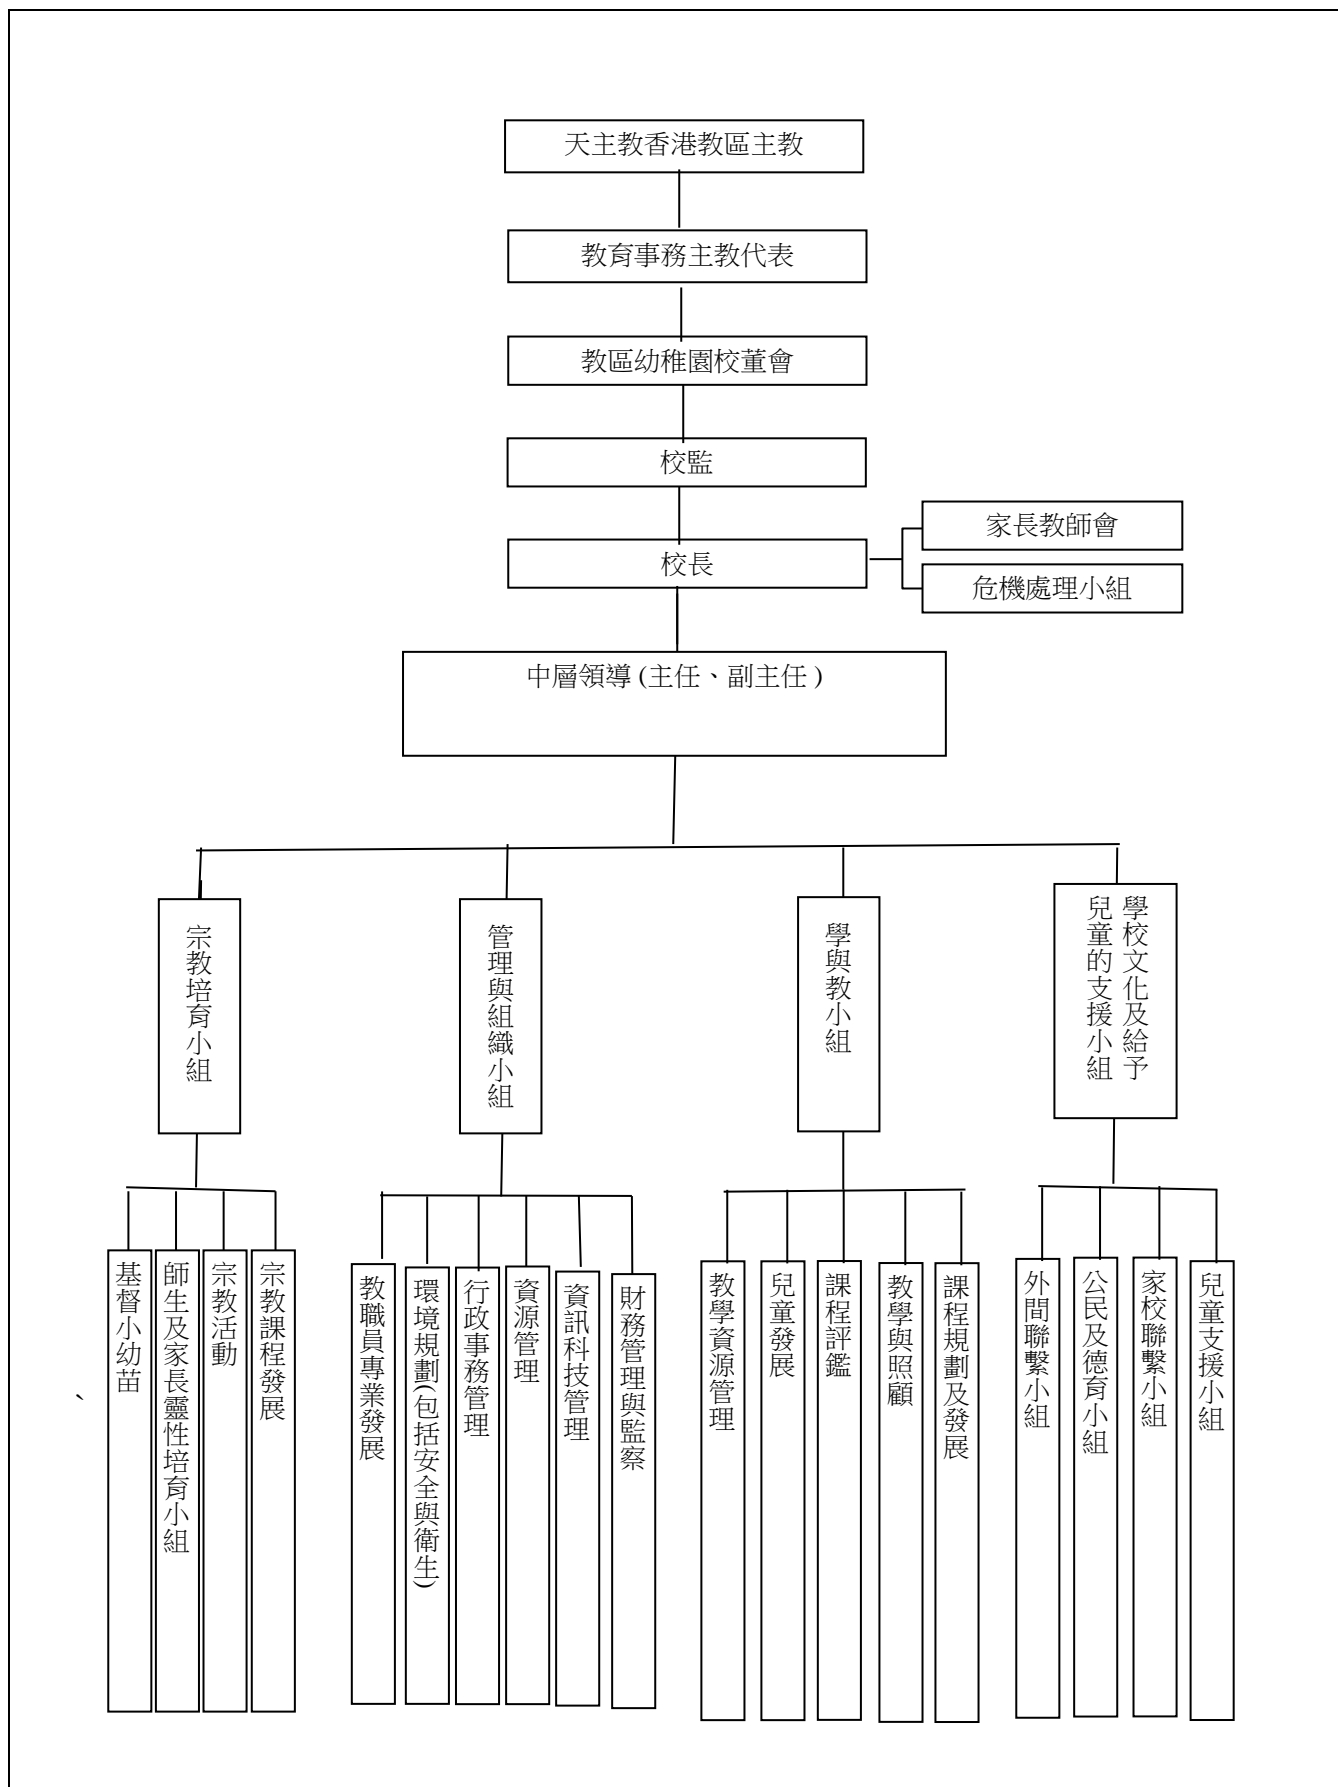 天主教香港教區主教
教育事務主教代表
教區幼稚園校董會
校監
校長
家長教師會
危機處理小組
中層領導(主任、副主任)
宗教培育小組
管理與組織小組
學與教小組
學校文化及給予
兒童的支援小組
基督小幼苗
師生及家長靈性培育小組
宗教活動
宗教課程發展
教職員專業發展
環境規劃(包括安全與衛生)
行政事務管理
資源管理
資訊科技管理
財務管理與監察
教學資源管理
兒童發展
課程評鑑
教學與照顧
課程規劃及發展
外間聯繫小組
公民及德育小組
家校聯繫小組
兒童支援小組
、